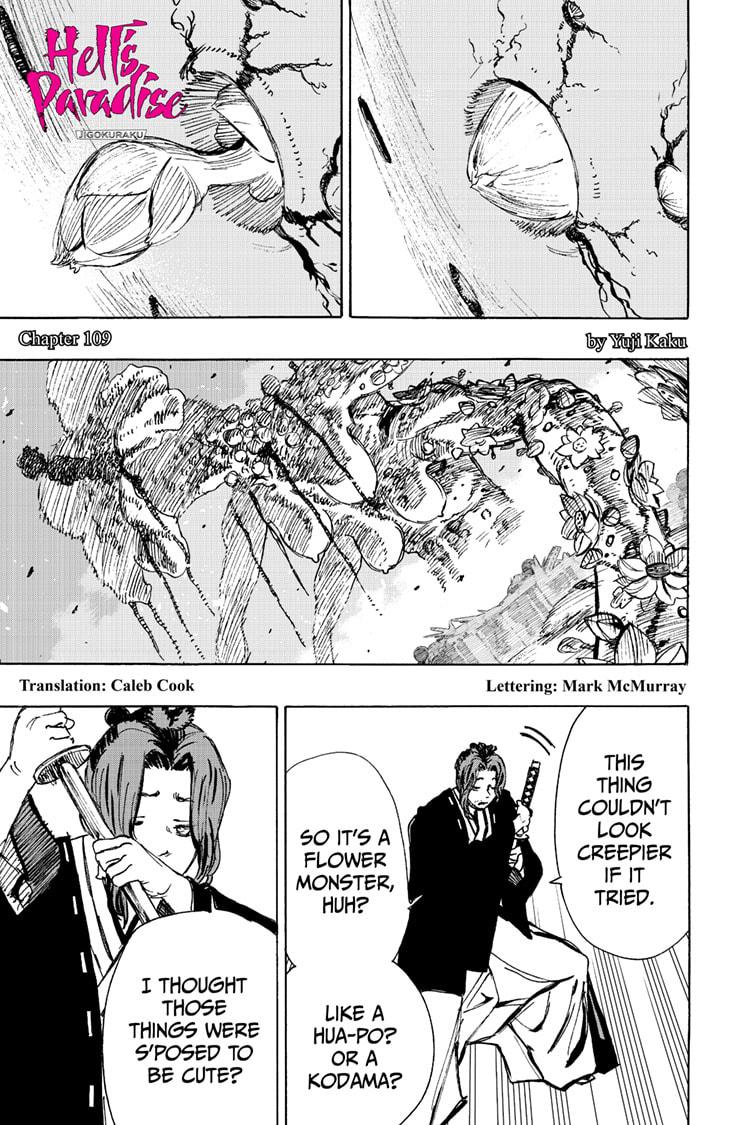 Hell's
Paradise
JIGOKURAKU
Chapter 109
by Yuji Kaku
Translation: Caleb Cook
Lettering: Mark McMurray
THIS
THING
COULDN'T
LOOK
CREEPIER
IF IT
TRIED.
SO IT'S A
FLOWER
MONSTER,
HUH?
LIKE A
HUA-PO?
OR A
KODAMA?
I THOUGHT
THOSE
THINGS WERE
S'POSED TO
BE CUTE?